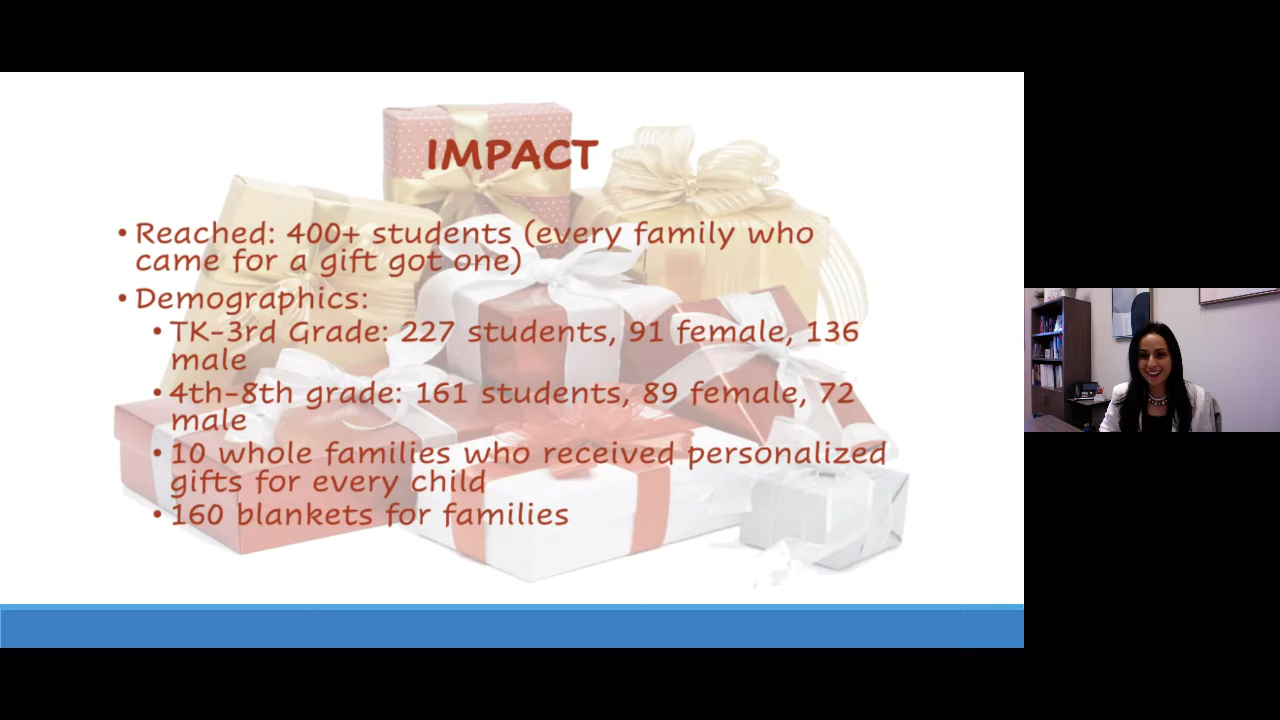 IMPACT
• Reached: 400+ students (every family who
came for a gift got one)
• Demographics:
• TK-3rd Grade: 227 students, 91 female, 136
male
• 4th-8th grade: 161 students, 89 female, 72
male
• 10 whole families who received personalized
gifts for every child
• 160 blankets for families